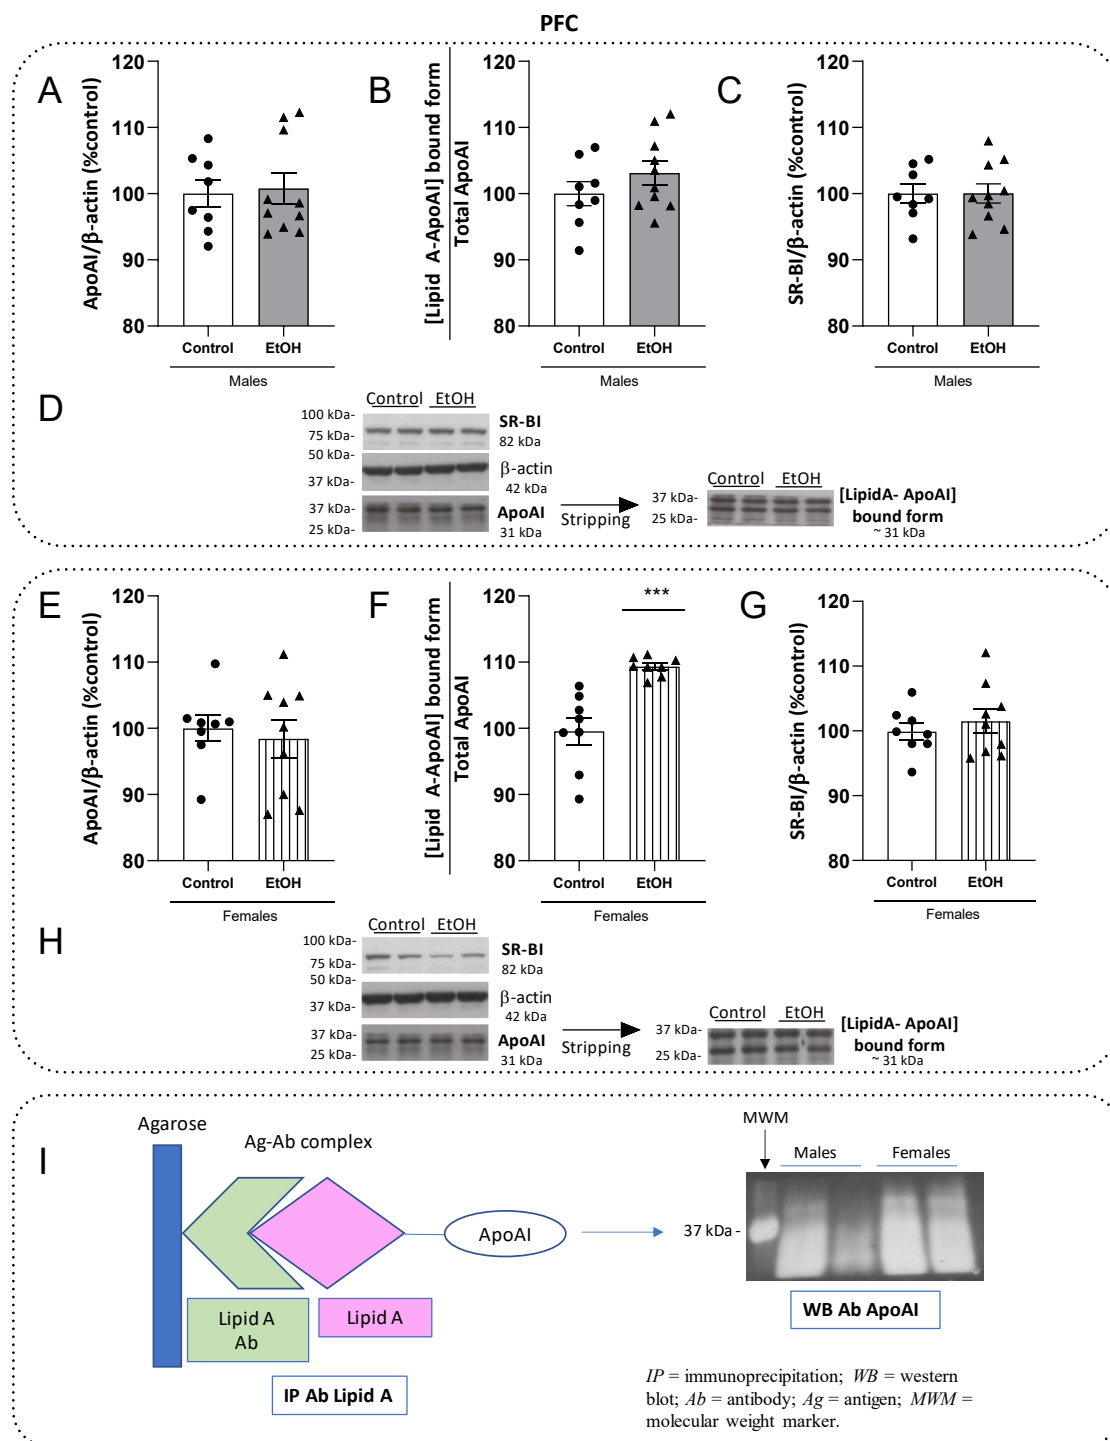 PFC
A
ApoAI/β-actin (%control)
120
110
100
90
80
Control EtOH
Males
B
[Lipid A-ApoAI] bound form
Total ApoAI
120
110
100
90
80
Control EtOH
Males
C
SR-BI/β-actin (%control)
120
110
100
90
80
Control EtOH
Males
D
Control EtOH
100 kDa-
75 kDa-
50 kDa-
37 kDa-
37 kDa-
25 kDa-
SR-BI
82 kDa
β-actin
42 kDa
ApoAI
31 kDa
Stripping
Control EtOH
37 kDa-
25 kDa-
[LipidA- ApoAI]
bound form
~ 31 kDa
E
ApoAI/β-actin (%control)
120
110
100
90
80
Control EtOH
Females
F
[Lipid A-ApoAI] bound form
Total ApoAI
120
110
100
90
80
***
Control EtOH
Females
G
SR-BI/β-actin (%control)
120
110
100
90
80
Control EtOH
Females
H
Control EtOH
100 kDa-
75 kDa-
50 kDa-
37 kDa-
37 kDa-
25 kDa-
SR-BI
82 kDa
β-actin
42 kDa
ApoAI
31 kDa
Stripping
Control EtOH
37 kDa-
25 kDa-
[LipidA- ApoAI]
bound form
~ 31 kDa
I
Agarose
Ag-Ab complex
ApoAI
Lipid A
Ab
Lipid A
IP Ab Lipid A
MWM
Males Females
37 kDa -
WB Ab ApoAI
IP = immunoprecipitation; WB = western
blot; Ab = antibody; Ag = antigen; MWM =
molecular weight marker.